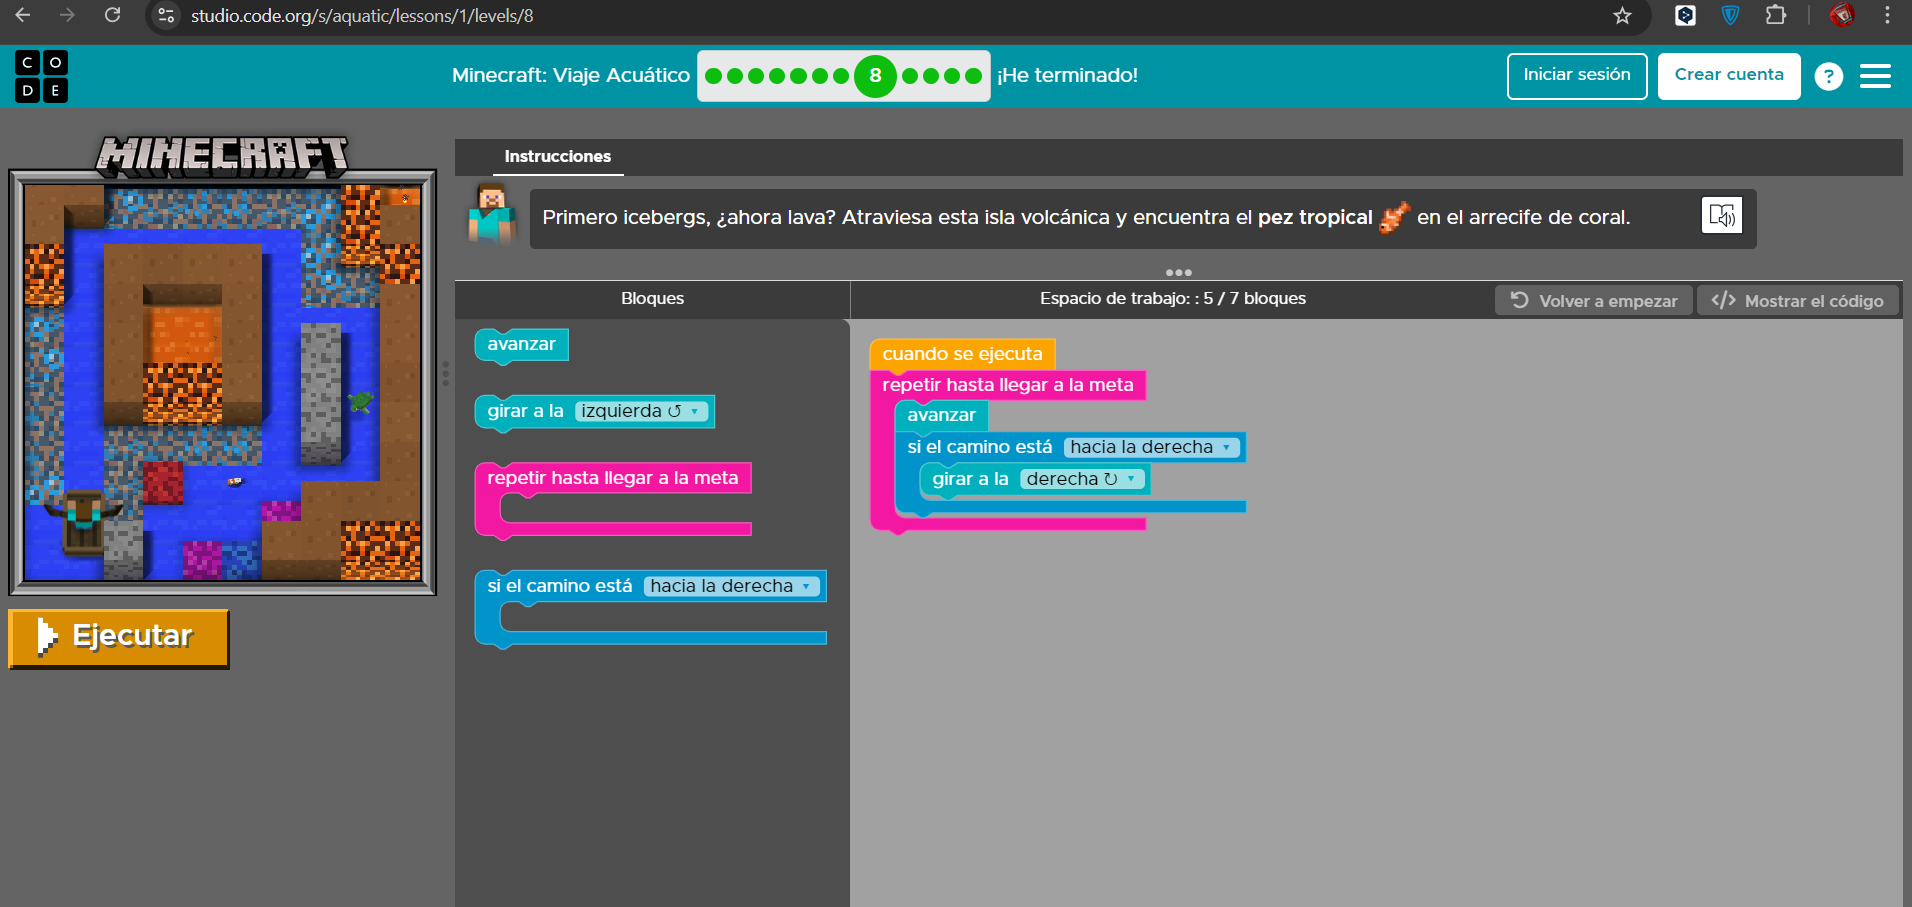 studio.code.org/s/aquatic/lessons/1/levels/8
C O
D E
Minecraft: Viaje Acuático
8
¡He terminado!
Iniciar sesión
Crear cuenta
?
MINECRAFT
Instrucciones
Primero icebergs, ¿ahora lava? Atraviesa esta isla volcánica y encuentra el pez tropical en el arrecife de coral.
Bloques
Espacio de trabajo: : 5 / 7 bloques
Volver a empezar
</> Mostrar el código
avanzar
girar a la izquierda ↺
repetir hasta llegar a la meta
si el camino está hacia la derecha
cuando se ejecuta
repetir hasta llegar a la meta
avanzar
si el camino está hacia la derecha
girar a la derecha ↻
Ejecutar